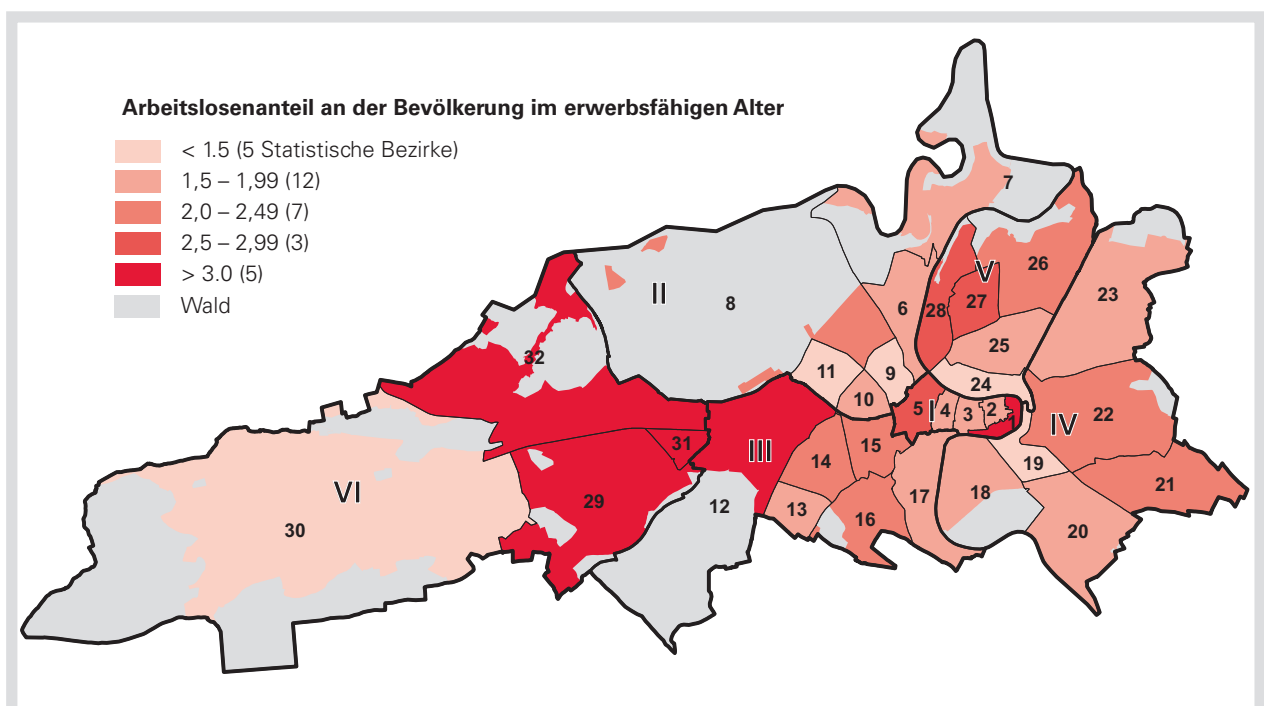 Arbeitslosenanteil an der Bevölkerung im erwerbsfähigen Alter
< 1.5 (5 Statistische Bezirke)
1,5 – 1,99 (12)
2,0 – 2,49 (7)
2,5 – 2,99 (3)
> 3.0 (5)
Wald
7
V
26
II
8
6
28
27
23
25
32
11
9
24
10
5
I
4
3
2
22
IV
31
III
15
14
19
VI
29
12
17
18
21
13
16
20
30